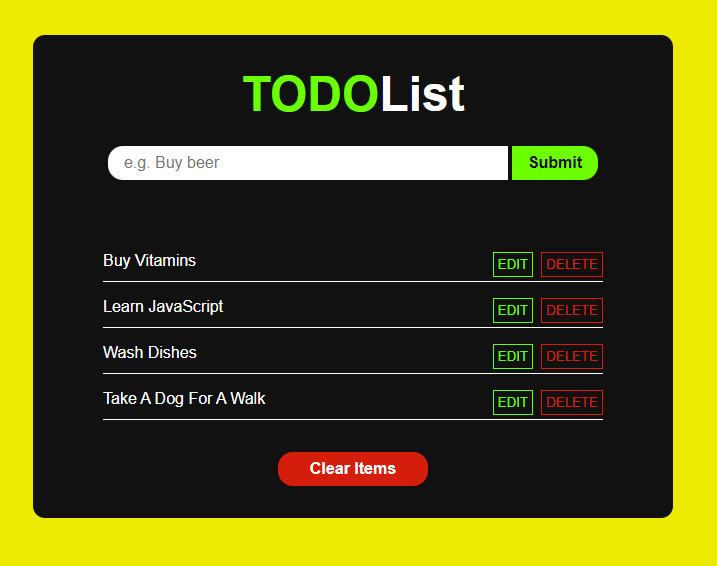 TODOList
e.g. Buy beer Submit
Buy Vitamins EDIT DELETE
Learn JavaScript EDIT DELETE
Wash Dishes EDIT DELETE
Take A Dog For A Walk EDIT DELETE
Clear Items